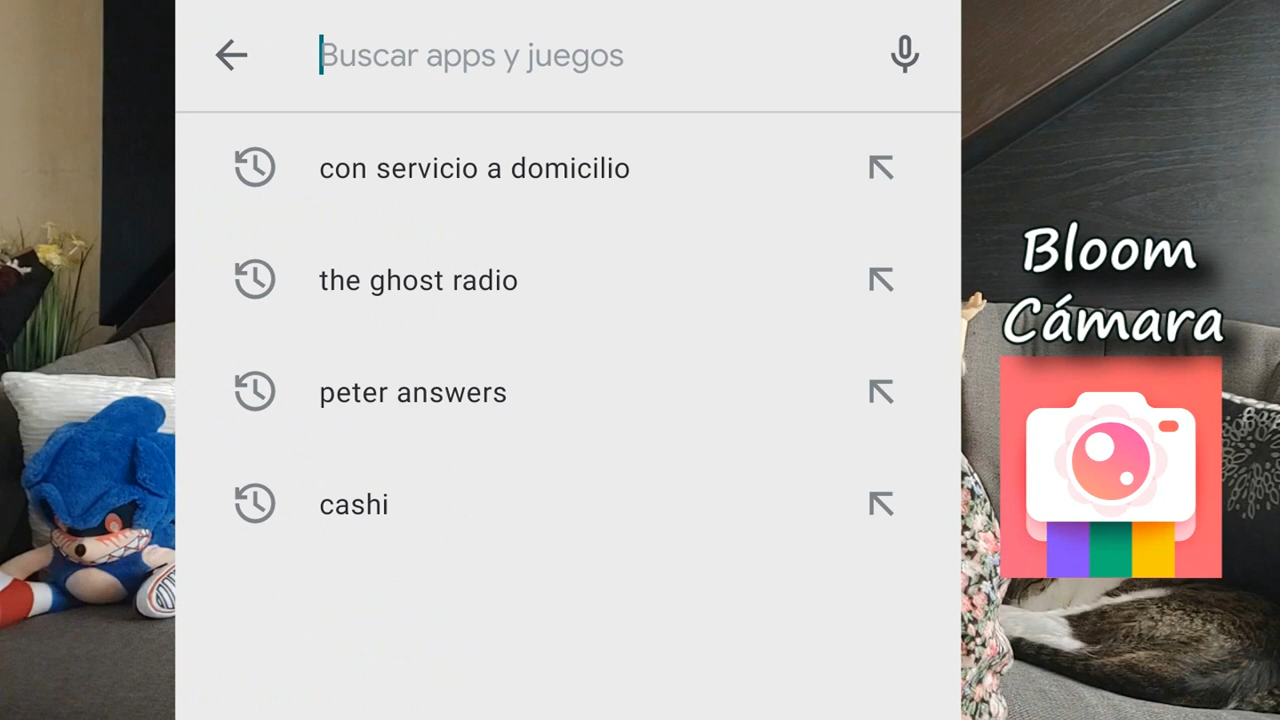 Buscar apps y juegos
con servicio a domicilio
the ghost radio
peter answers
cashi
Bloom
Cámara